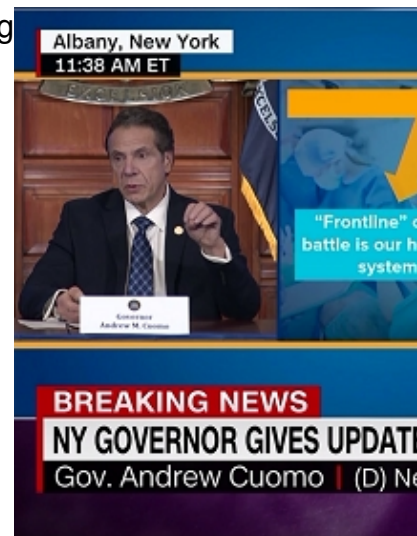 g
Albany, New York
11:38 AM ET
EXCELSIOR
EXCELS
"Frontline"
battle is our
system
Governor
Andrew M. Cuomo
BREAKING NEWS
NY GOVERNOR GIVES UPDATE
Gov. Andrew Cuomo | (D) Ne